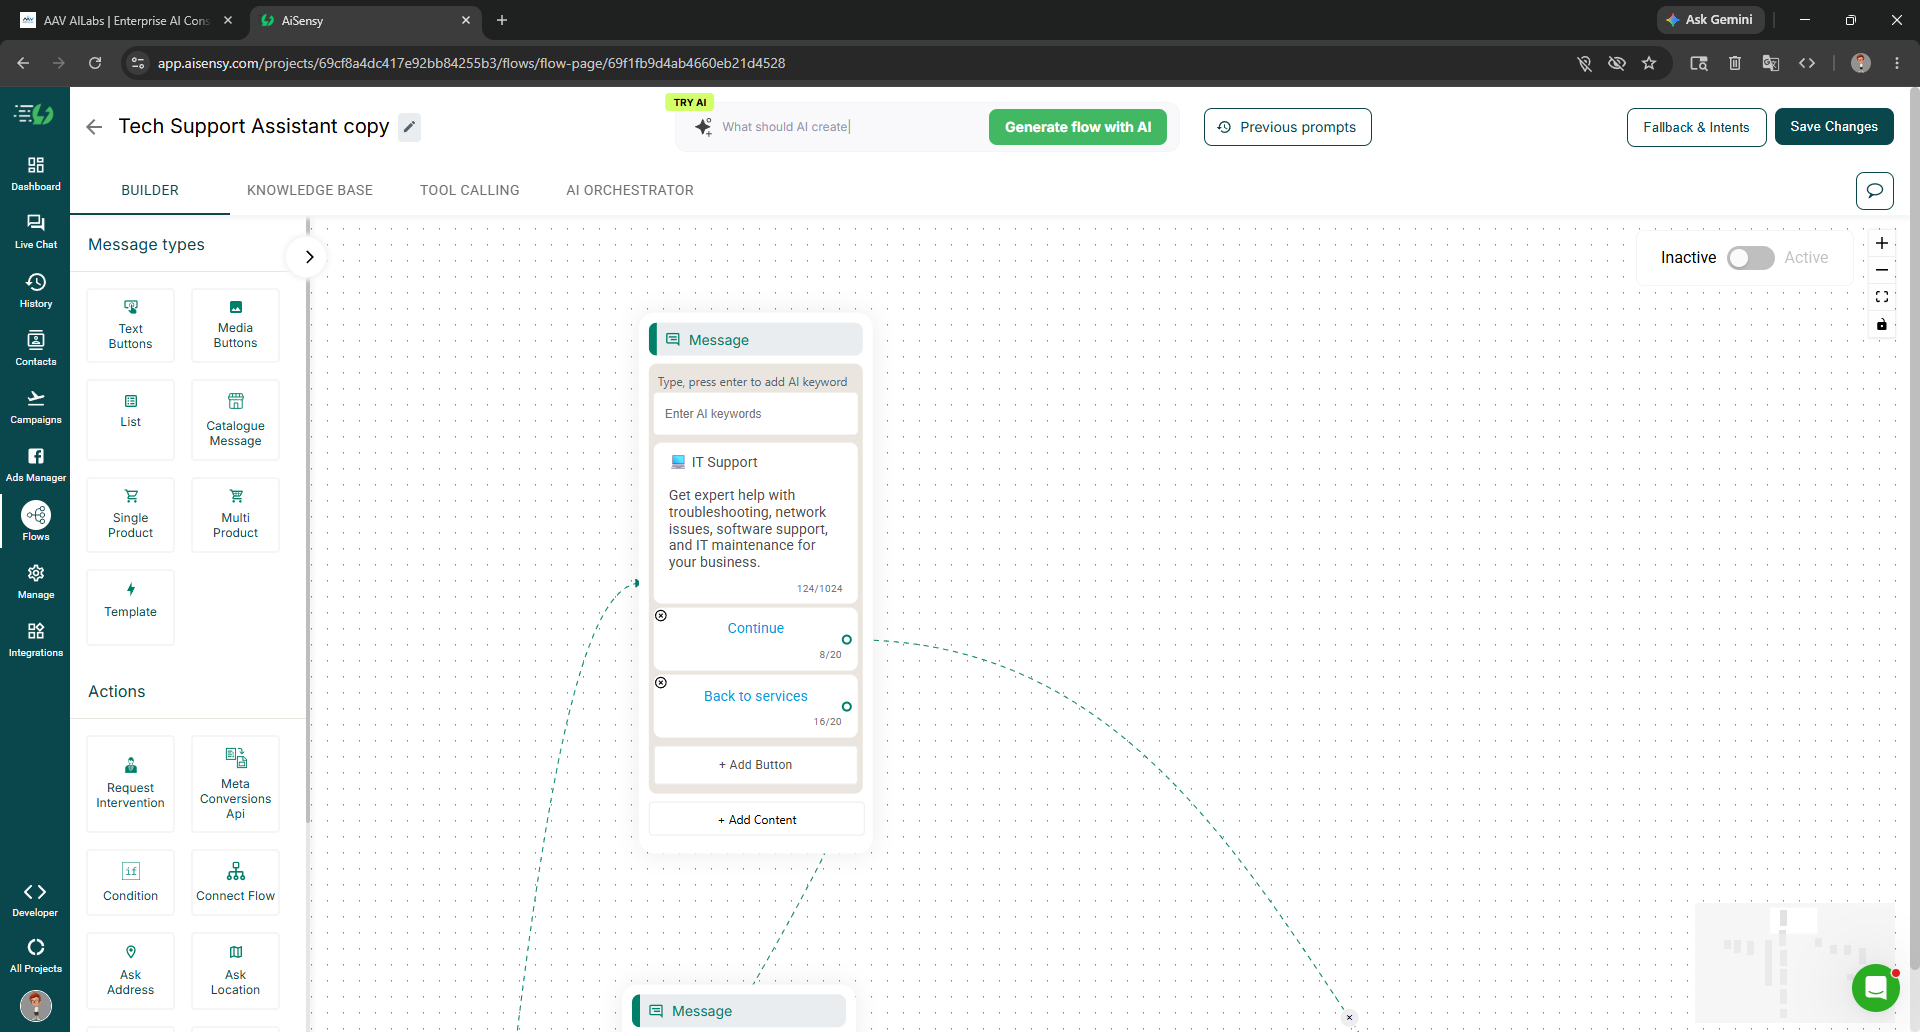 AAV AILabs | Enterprise AI Cons
AiSensy
Ask Gemini
app.aisensy.com/projects/69cf8a4dc417e92bb84255b3/flows/flow-page/69f1fb9d4ab4660eb21d4528
Tech Support Assistant copy
TRY AI
What should AI create
Generate flow with AI
Previous prompts
Fallback & Intents
Save Changes
BUILDER
KNOWLEDGE BASE
TOOL CALLING
AI ORCHESTRATOR
Dashboard
Live Chat
History
Contacts
Campaigns
Ads Manager
Flows
Manage
Integrations
Developer
All Projects
Message types
Text
Buttons
Media
Buttons
List
Catalogue
Message
Single
Product
Multi
Product
Template
Actions
Request
Intervention
Meta
Conversions
Api
if
Condition
Connect Flow
Ask
Address
Ask
Location
Inactive
Active
Message
Type, press enter to add AI keyword
Enter AI keywords
💻 IT Support
Get expert help with
troubleshooting, network
issues, software support,
and IT maintenance for
your business.
124/1024
Continue
8/20
Back to services
16/20
+ Add Button
+ Add Content
Message